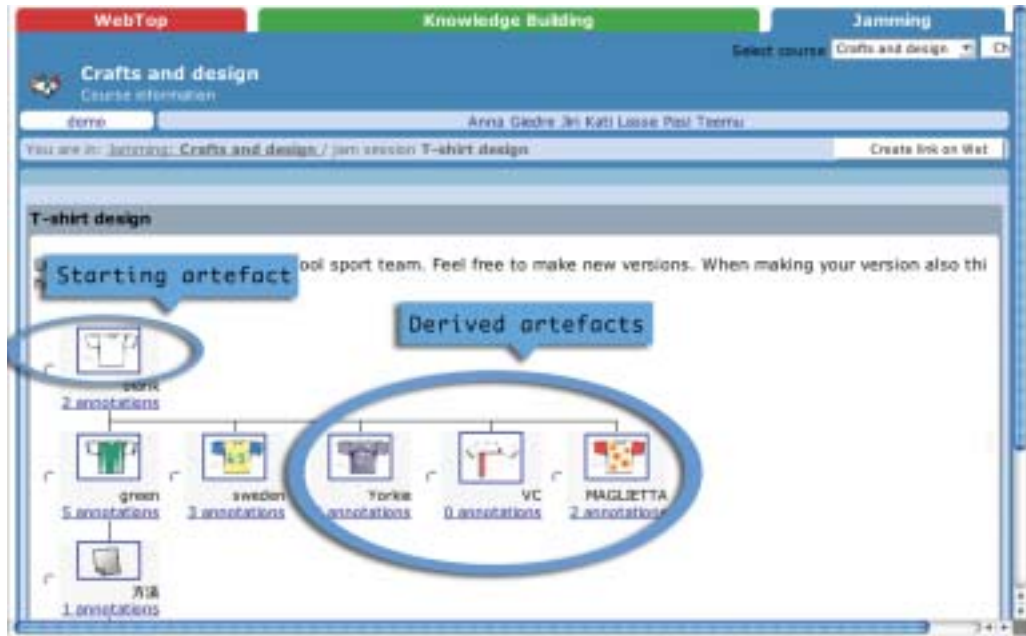 WebTop Knowledge Building Jamming
Select course Crafts and design Ch
Crafts and design
Course information
demo Anna Giedre Jiri Kati Lasse Pasi Teemu
You are in: Jamming: Crafts and design / jam session T-shirt design Create link on Wet
T-shirt design
Starting artefact
ool sport team. Feel free to make new versions. When making your version also thi
Derived artefacts
blank
2 annotations
green sweden Yorkie VC MAGLIETTA
5 annotations 3 annotations annotations 0 annotations 2 annotations
1 annotations